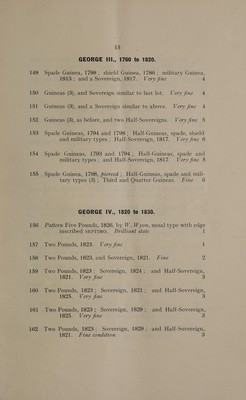 13
GEORGE III., 1760 to 1820.
149 Spade Guinea, 1798 ; shield Guinea, 1786 ; military Guinea,
1813 ; and a Sovereign, 1817. Very fine 4
150 Guineas (3), and Sovereign similar to last lot. Very fine 4
151 Guineas (3), and a Sovereign similar to above. Very fine 4
152 Guineas (3), as before, and two Half-Sovereigns. Very fine 5
153 Spade Guineas, 1794 and 1798 ; Half-Guineas, spade, shield
and military types ; Half-Sovereign, 1817. Very fine 6
154 Spade Guineas, 1793 and 1794 ; Half-Guineas, spade and
military types ; and Half-Sovereign, 1817 Very fine 5
155 Spade Guinea, 1798, pierced ; Half-Guineas, spade and mili-
tary types (3) ; Third and Quarter Guineas. Fine 6
GEORGE IV., 1820 to 1830.
156 Pattern Five Pounds, 1826, by W. Wyon, usual type with edge
inscribed SEPTIMO. Brilliant state 1
157 Two Pounds, 1823. Very fine 1
158 Two Pounds, 1823, and Sovereign, 1821. Fine 2
159 Two Pounds, 1823 ; Sovereign, 1824 ; and Half-Sovereign,
1821. Very fine 3
160 Two Pounds, 1823 ; Sovereign, 1821 ; and Half-Sovereign,
1825. Very fine 3
161 Two Pounds, 1823 ; Sovereign, 1829 ; and Half-Sovereign,
1825. Very fine 3
162 Two Pounds, 1823 ; Sovereign, 1829 ; and Half-Sovereign,
1821. Fine condition 3